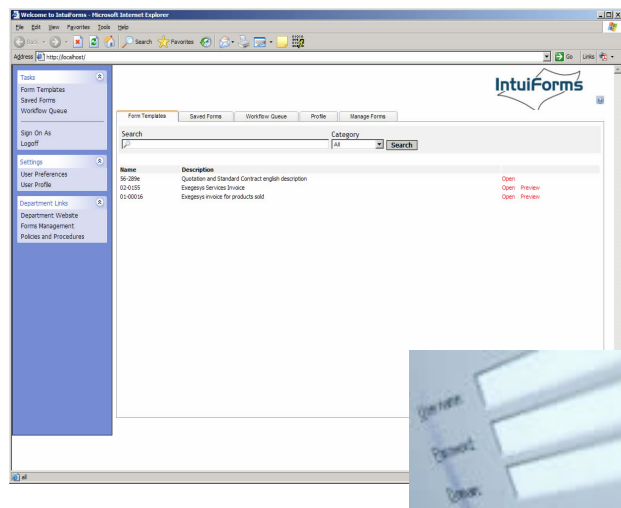 Welcome to IntuiForms - Microsoft Internet Explorer
File Edit View Favorites Tools Help
Back Search Favorites
Address http://localhost/ Go Links
Tasks
Form Templates
Saved Forms
Workflow Queue
Sign On As
Logoff
Settings
User Preferences
User Profile
Department Links
Department Website
Forms Management
Policies and Procedures
IntuiForms
Form Templates Saved Forms Workflow Queue Profile Manage Forms
Search Category
All Search
Name Description
56-289e Quotation and Standard Contract english description Open
02-0155 Exegesys Services Invoice Open Preview
01-00016 Exegesys invoice for products sold Open Preview
User name:
Password:
Domain: